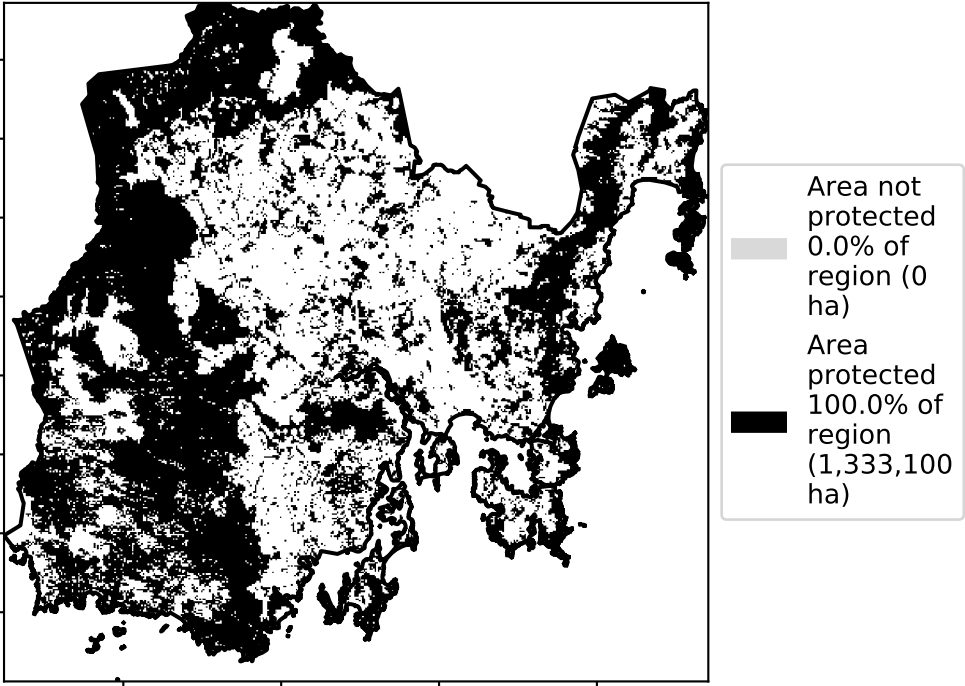 Area not
protected
0.0% of
region (0
ha)
Area
protected
100.0% of
region
(1,333,100
ha)